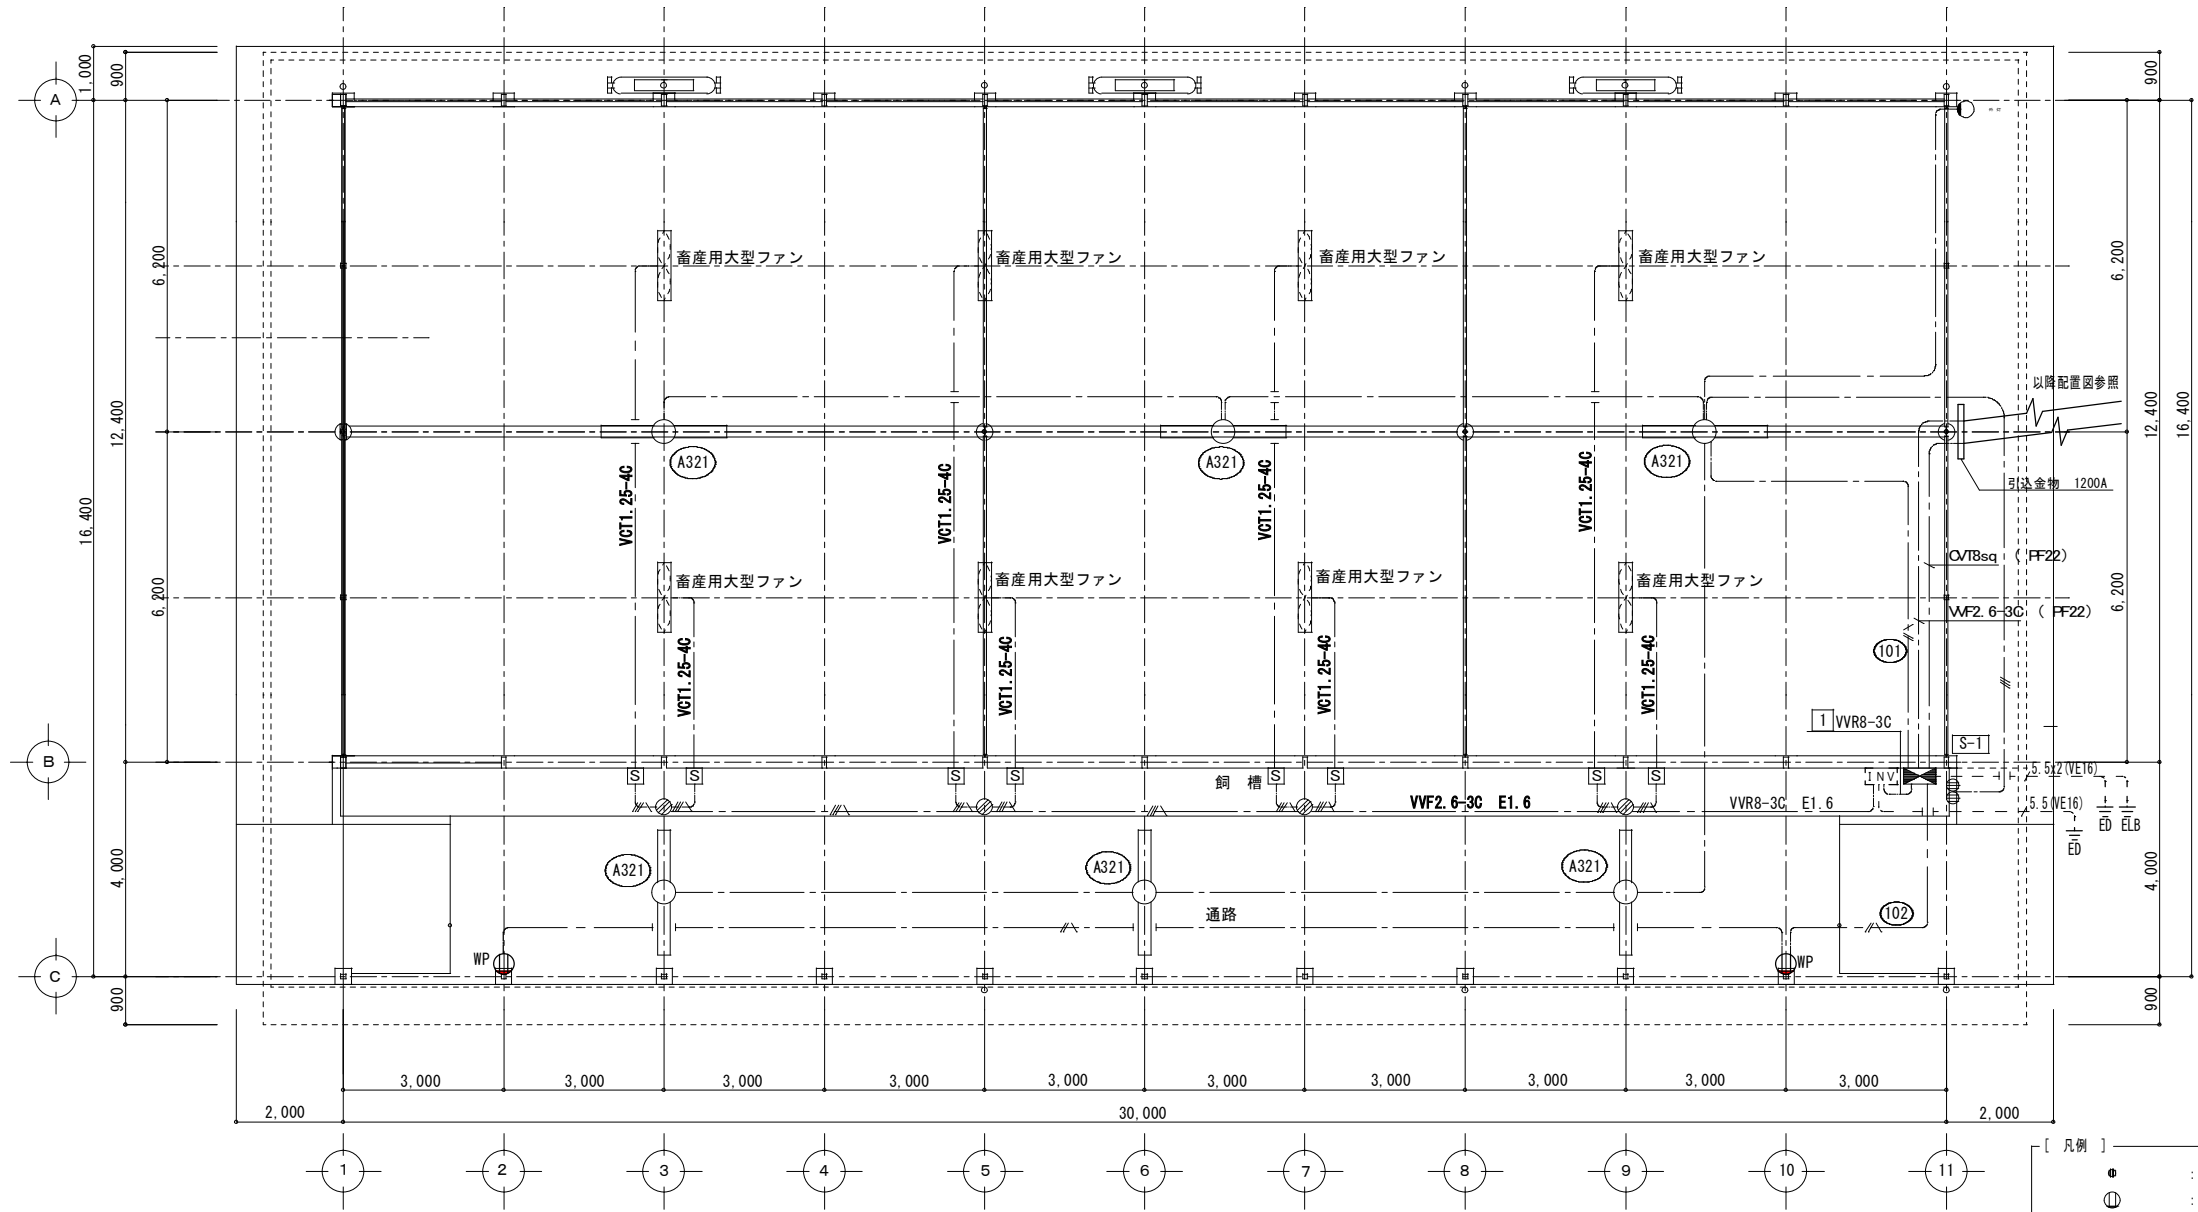 1,000
900
900
A
畜産用大型ファン
畜産用大型ファン
畜産用大型ファン
畜産用大型ファン
6,200
12,400
16,400
6,200
6,200
12,400
16,400
6,200
以降配置図参照
A321
A321
A321
引込金物 1200A
VCT1.25-4C
VCT1.25-4C
VCT1.25-4C
VCT1.25-4C
CVT8sq ( PF22)
畜産用大型ファン
畜産用大型ファン
畜産用大型ファン
畜産用大型ファン
VVF2.6-3C ( PF22)
101
VCT1.25-4C
VCT1.25-4C
VCT1.25-4C
VCT1.25-4C
1 VVR8-3C
S-1
B
S
S
S
S
飼 槽
S
S
S
S
INV
5.5x2(VE16)
VVF2.6-3C E1.6
VVR8-3C E1.6
5.5(VE16)
ED
ELB
ED
4,000
A321
A321
A321
4,000
通路
102
WP
WP
C
900
900
3,000
3,000
3,000
3,000
3,000
3,000
3,000
3,000
3,000
3,000
2,000
30,000
2,000
1
2
3
4
5
6
7
8
9
10
11
[ 凡例 ]
:
: